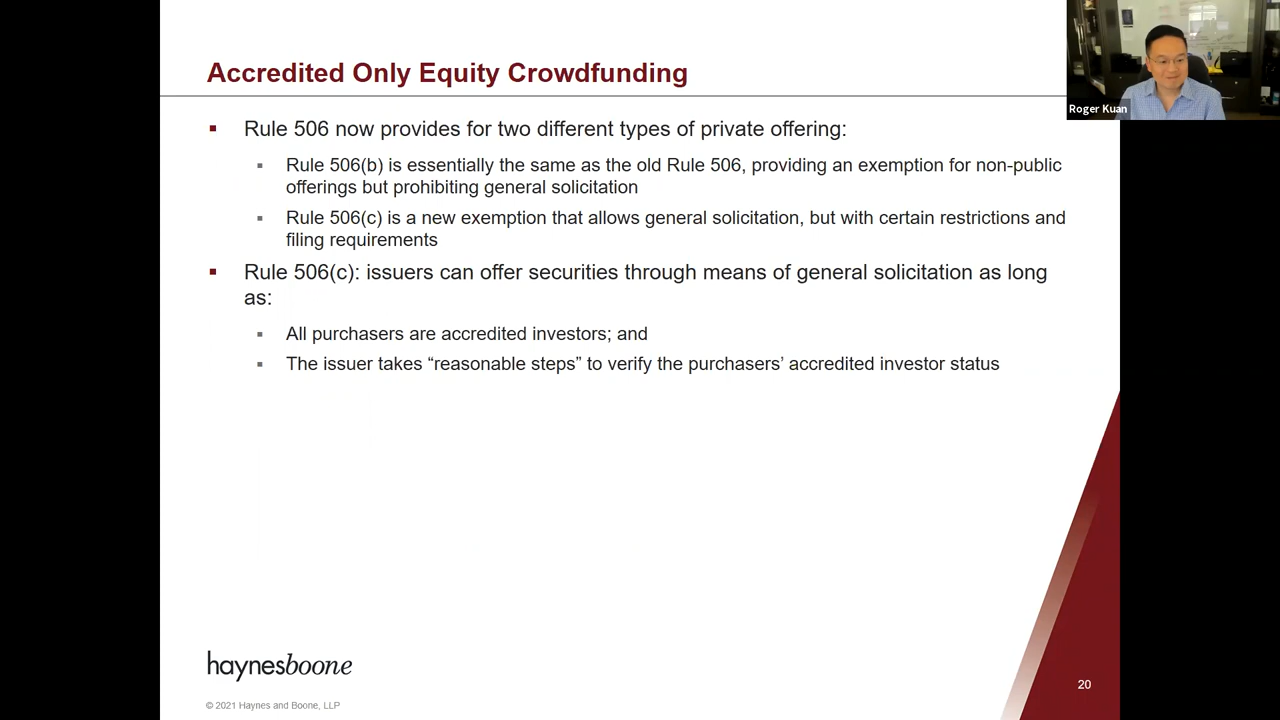 Accredited Only Equity Crowdfunding
Roger Kuan
▪ Rule 506 now provides for two different types of private offering:
▪ Rule 506(b) is essentially the same as the old Rule 506, providing an exemption for non-public
offerings but prohibiting general solicitation
▪ Rule 506(c) is a new exemption that allows general solicitation, but with certain restrictions and
filing requirements
▪ Rule 506(c): issuers can offer securities through means of general solicitation as long
as:
▪ All purchasers are accredited investors; and
▪ The issuer takes “reasonable steps” to verify the purchasers’ accredited investor status
haynesboone
20
© 2021 Haynes and Boone, LLP